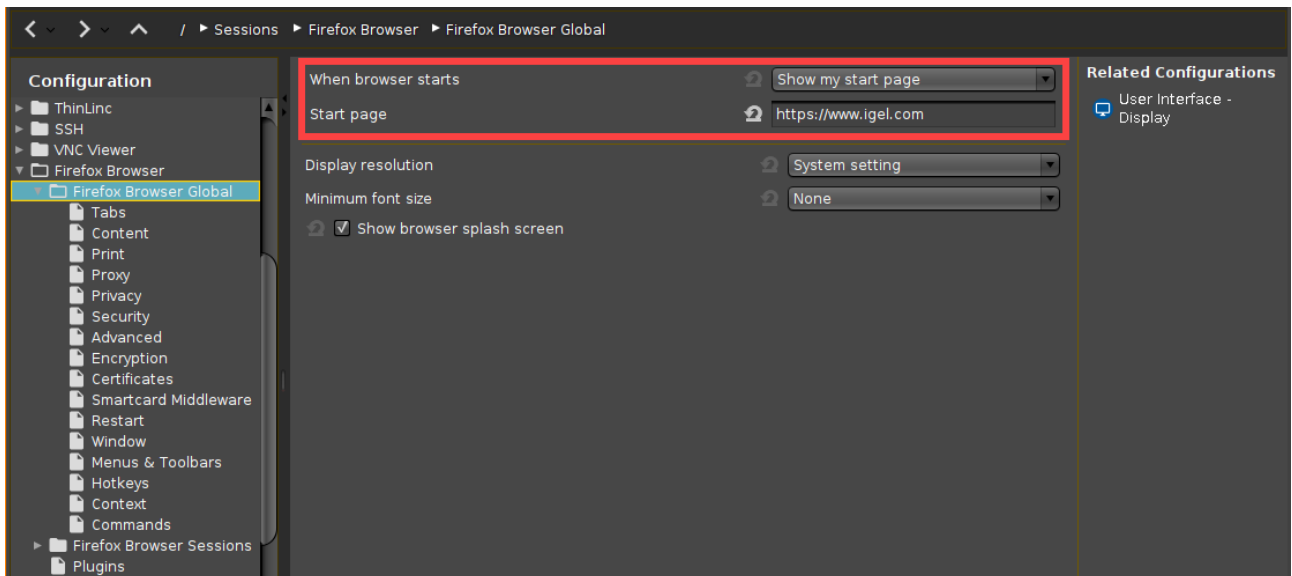 / Sessions Firefox Browser Firefox Browser Global
Configuration
ThinLinc
SSH
VNC Viewer
Firefox Browser
Firefox Browser Global
Tabs
Content
Print
Proxy
Privacy
Security
Advanced
Encryption
Certificates
Smartcard Middleware
Restart
Window
Menus & Toolbars
Hotkeys
Context
Commands
Firefox Browser Sessions
Plugins
When browser starts Show my start page
Start page https://www.igel.com
Display resolution System setting
Minimum font size None
Show browser splash screen
Related Configurations
User Interface -
Display